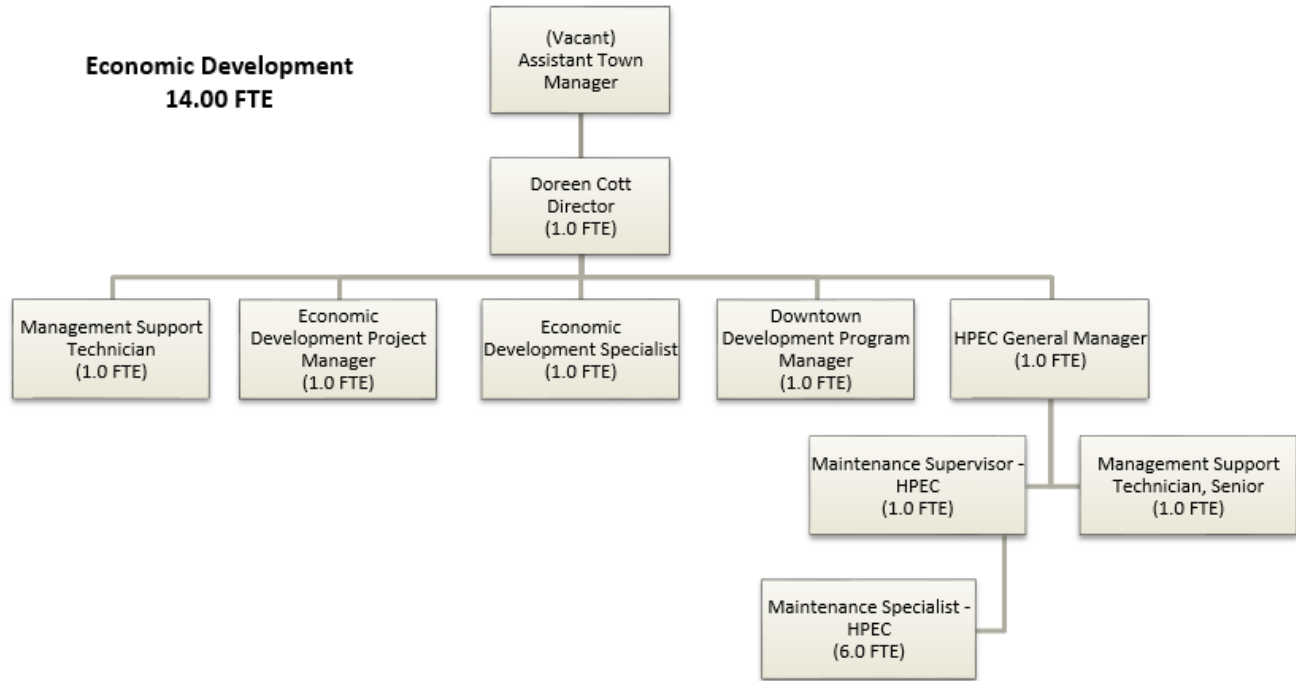 Economic Development
14.00 FTE
(Vacant)
Assistant Town
Manager
Doreen Cott
Director
(1.0 FTE)
Management Support
Technician
(1.0 FTE)
Economic
Development Project
Manager
(1.0 FTE)
Economic
Development Specialist
(1.0 FTE)
Downtown
Development Program
Manager
(1.0 FTE)
HPEC General Manager
(1.0 FTE)
Maintenance Supervisor -
HPEC
(1.0 FTE)
Management Support
Technician, Senior
(1.0 FTE)
Maintenance Specialist -
HPEC
(6.0 FTE)